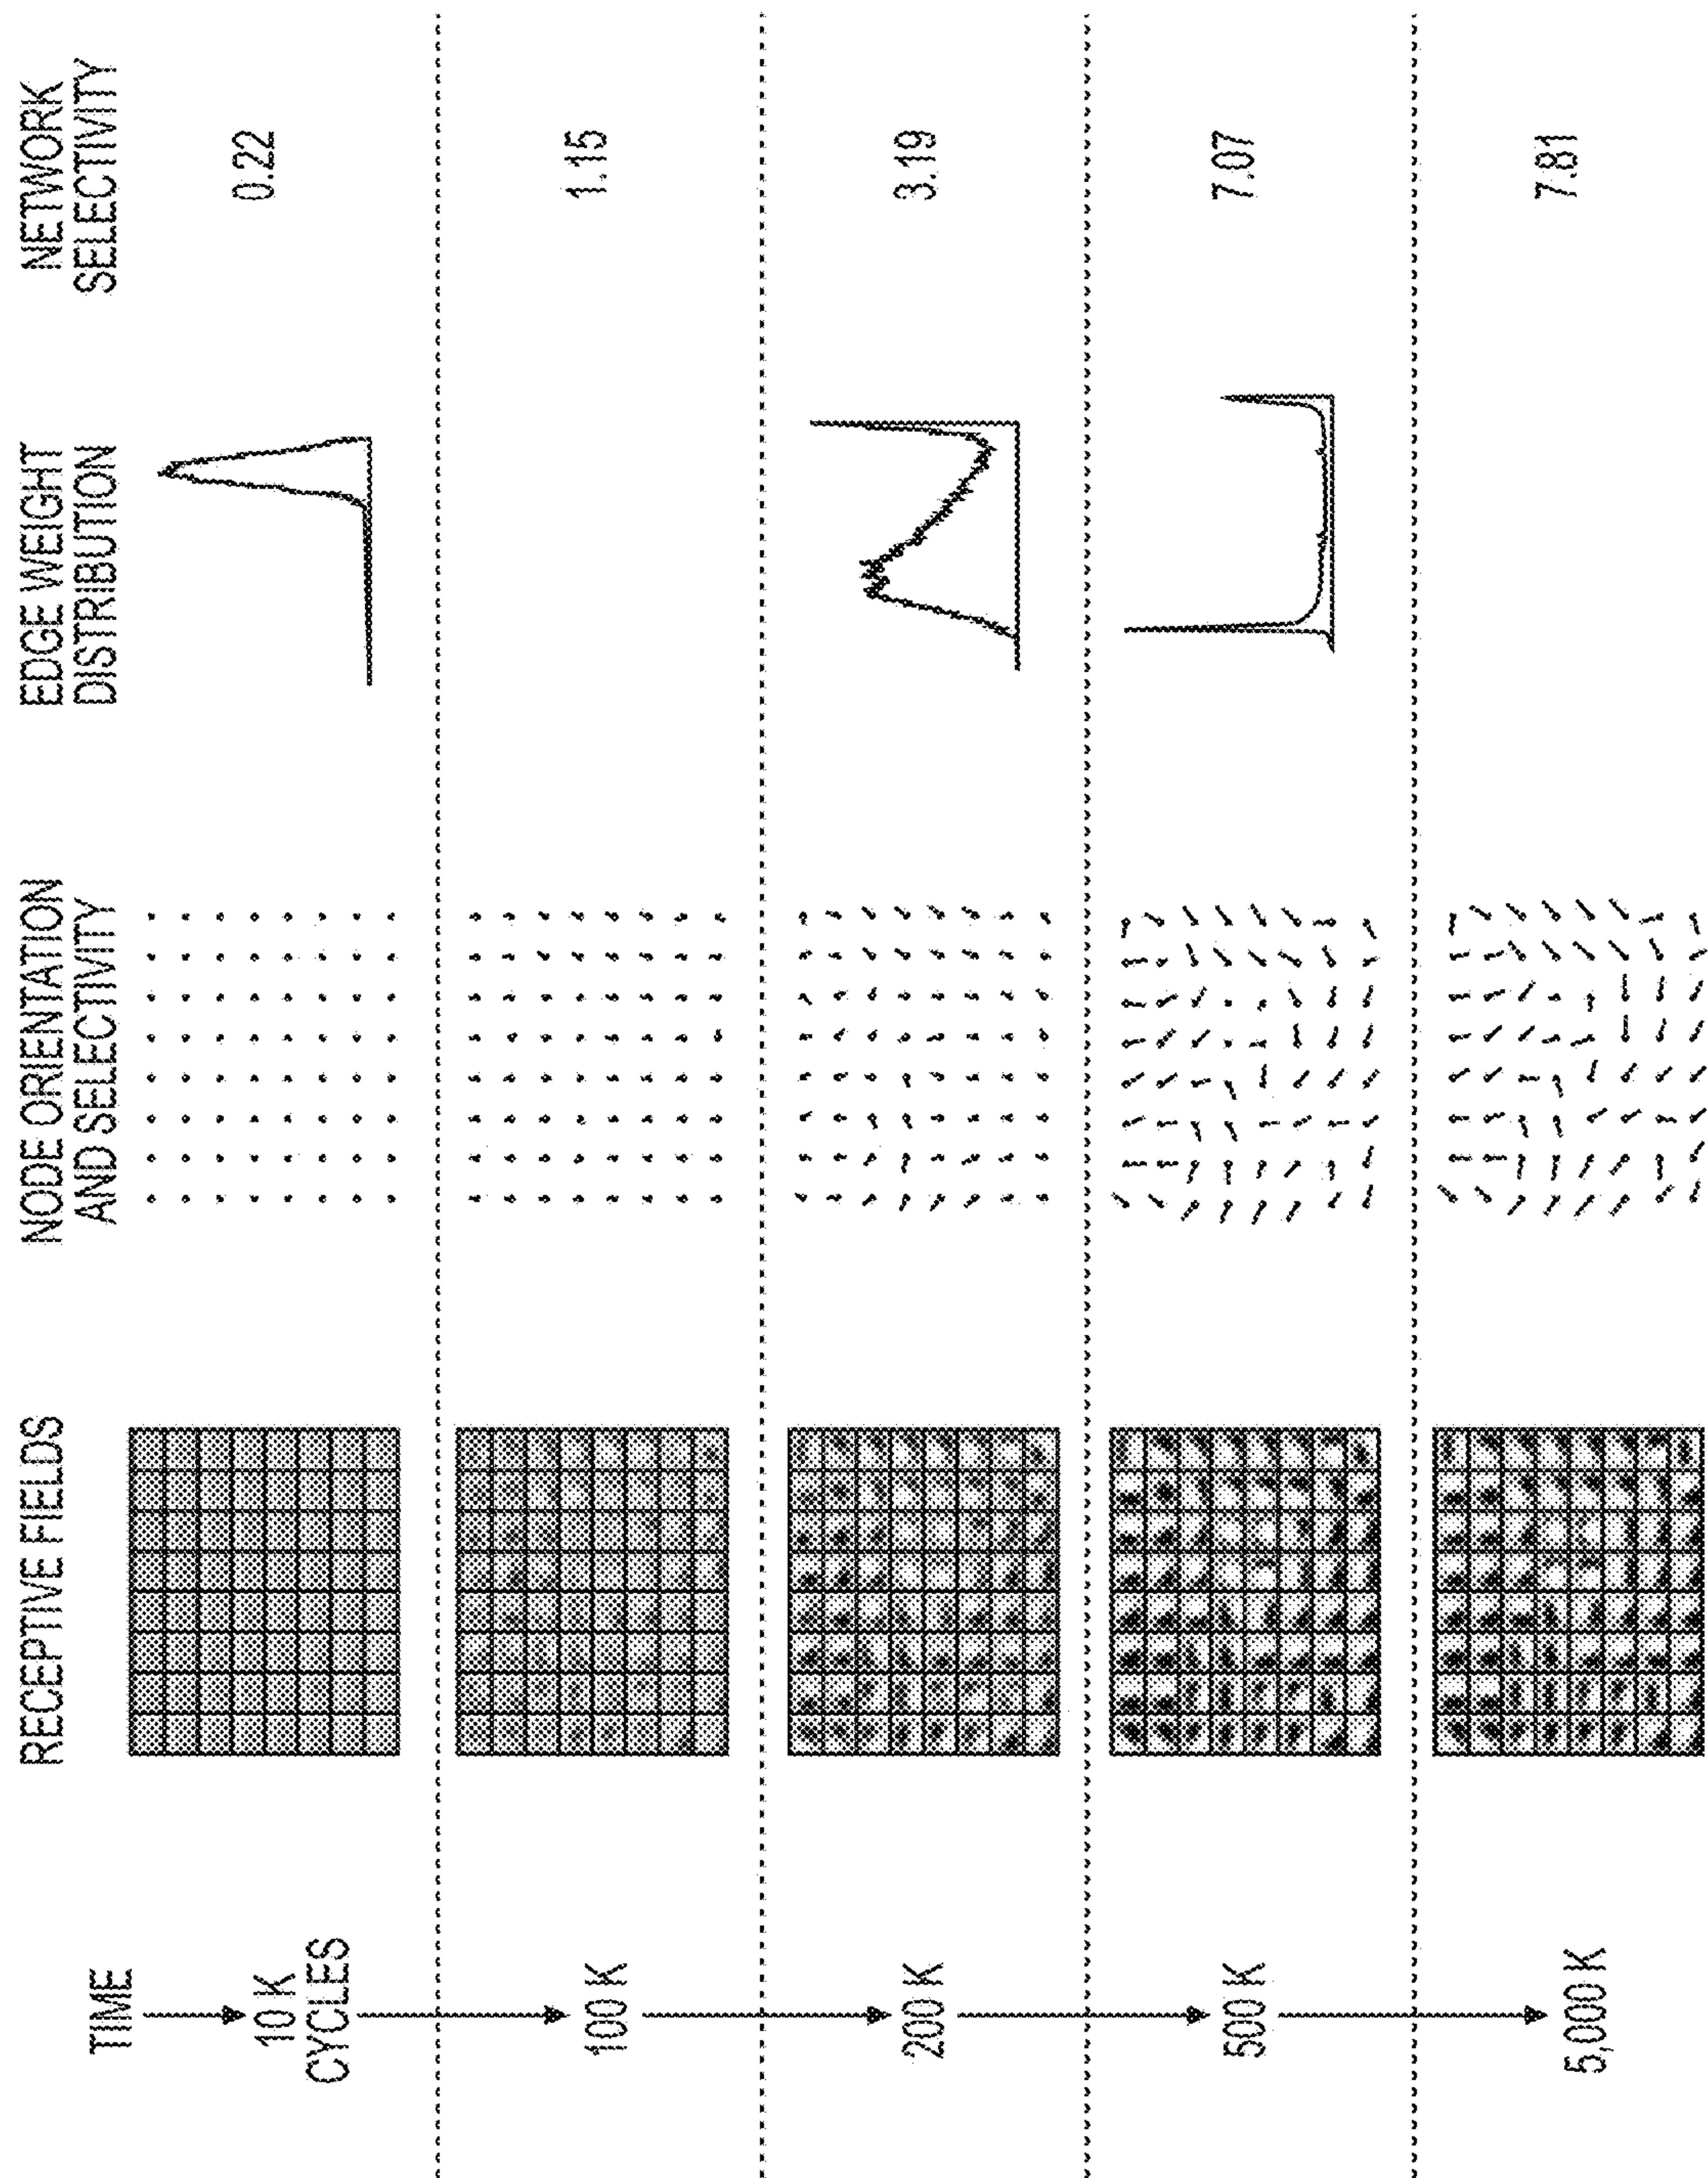 TIME
RECEPTIVE FIELDS
NODE ORIENTATION
AND SELECTIVITY
EDGE WEIGHT
DISTRIBUTION
NETWORK
SELECTIVITY
10 K
CYCLES
0.22
100 K
1.15
200 K
3.19
500 K
7.07
5,000 K
7.81